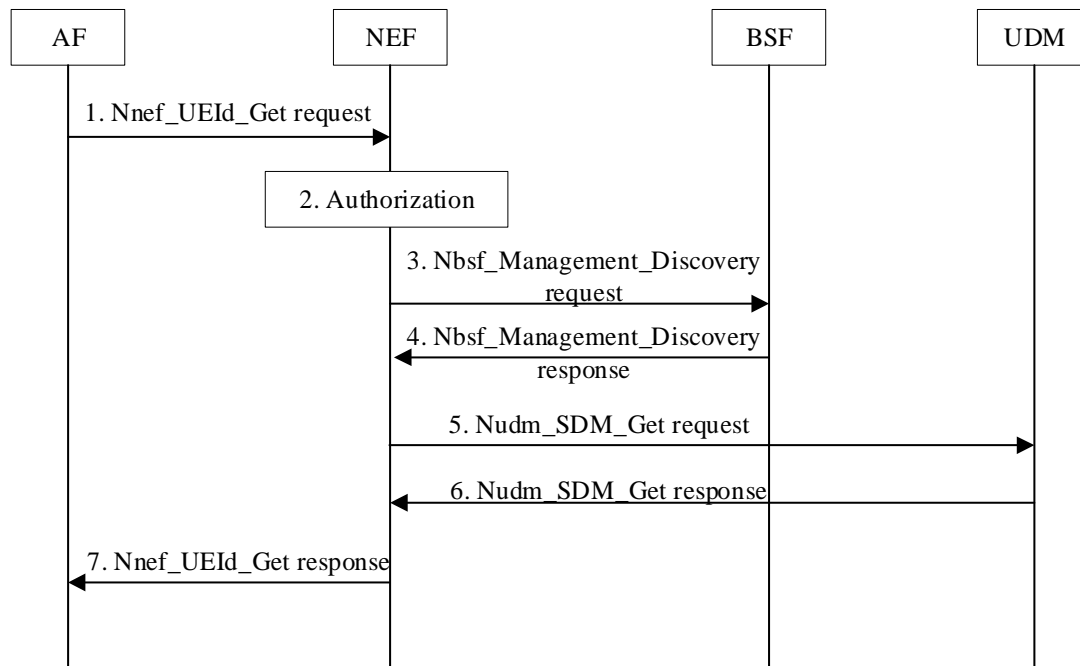 AF
NEF
BSF
UDM
1. Nnef_UEId_Get request
2. Authorization
3. Nbsf_Management_Discovery
request
4. Nbsf_Management_Discovery
response
5. Nudm_SDM_Get request
6. Nudm_SDM_Get response
7. Nnef_UEId_Get response